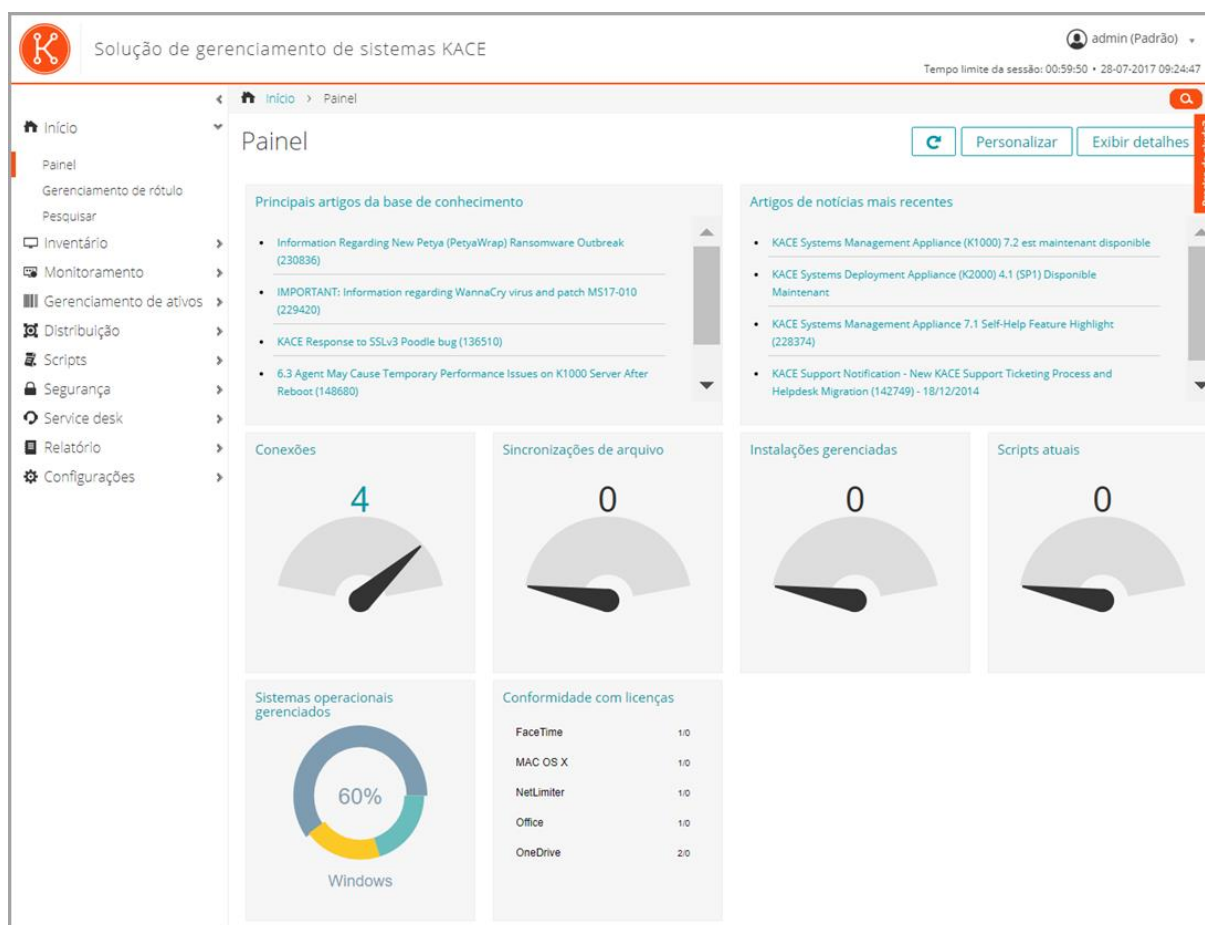 Solução de gerenciamento de sistemas KACE
admin (Padrão)
Tempo limite da sessão: 00:59:50 • 28-07-2017 09:24:47
Início
Painel
Gerenciamento de rótulo
Pesquisar
Inventário
Monitoramento
Gerenciamento de ativos
Distribuição
Scripts
Segurança
Service desk
Relatório
Configurações
Início › Painel
Painel
Personalizar
Exibir detalhes
Principais artigos da base de conhecimento
• Information Regarding New Petya (PetyaWrap) Ransomware Outbreak
(230836)
• IMPORTANT: Information regarding WannaCry virus and patch MS17-010
(229420)
• KACE Response to SSLv3 Poodle bug (136510)
• 6.3 Agent May Cause Temporary Performance Issues on K1000 Server After
Reboot (148680)
Artigos de notícias mais recentes
• KACE Systems Management Appliance (K1000) 7.2 est maintenant disponible
• KACE Systems Deployment Appliance (K2000) 4.1 (SP1) Disponible
Maintenant
• KACE Systems Management Appliance 7.1 Self-Help Feature Highlight
(228374)
• KACE Support Notification - New KACE Support Ticketing Process and
Helpdesk Migration (142749) - 18/12/2014
Conexões
4
Sincronizações de arquivo
0
Instalações gerenciadas
0
Scripts atuais
0
Sistemas operacionais
gerenciados
60%
Windows
Conformidade com licenças
FaceTime 1/0
MAC OS X 1/0
NetLimiter 1/0
Office 1/0
OneDrive 2/0